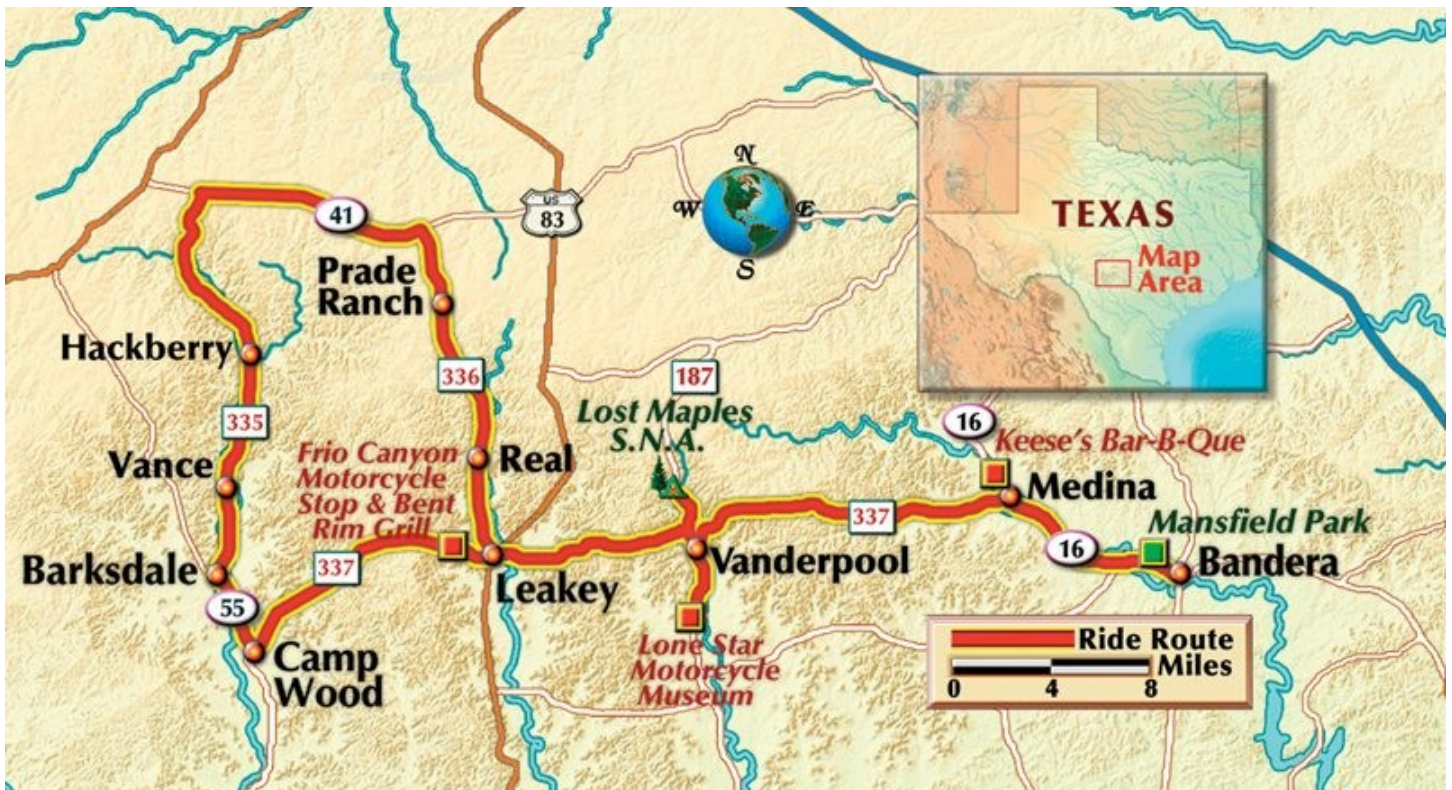 N
W
E
S
TEXAS
Map
Area
US
83
41
Prade
Ranch
Hackberry
336
187
Lost Maples
S.N.A.
335
16
Keese's Bar-B-Que
Vance
Frio Canyon
Motorcycle
Stop & Bent
Rim Grill
Real
Medina
337
Mansfield Park
16
Bandera
Barksdale
337
Leakey
Vanderpool
55
Camp
Wood
Lone Star
Motorcycle
Museum
Ride Route
Miles
0 4 8